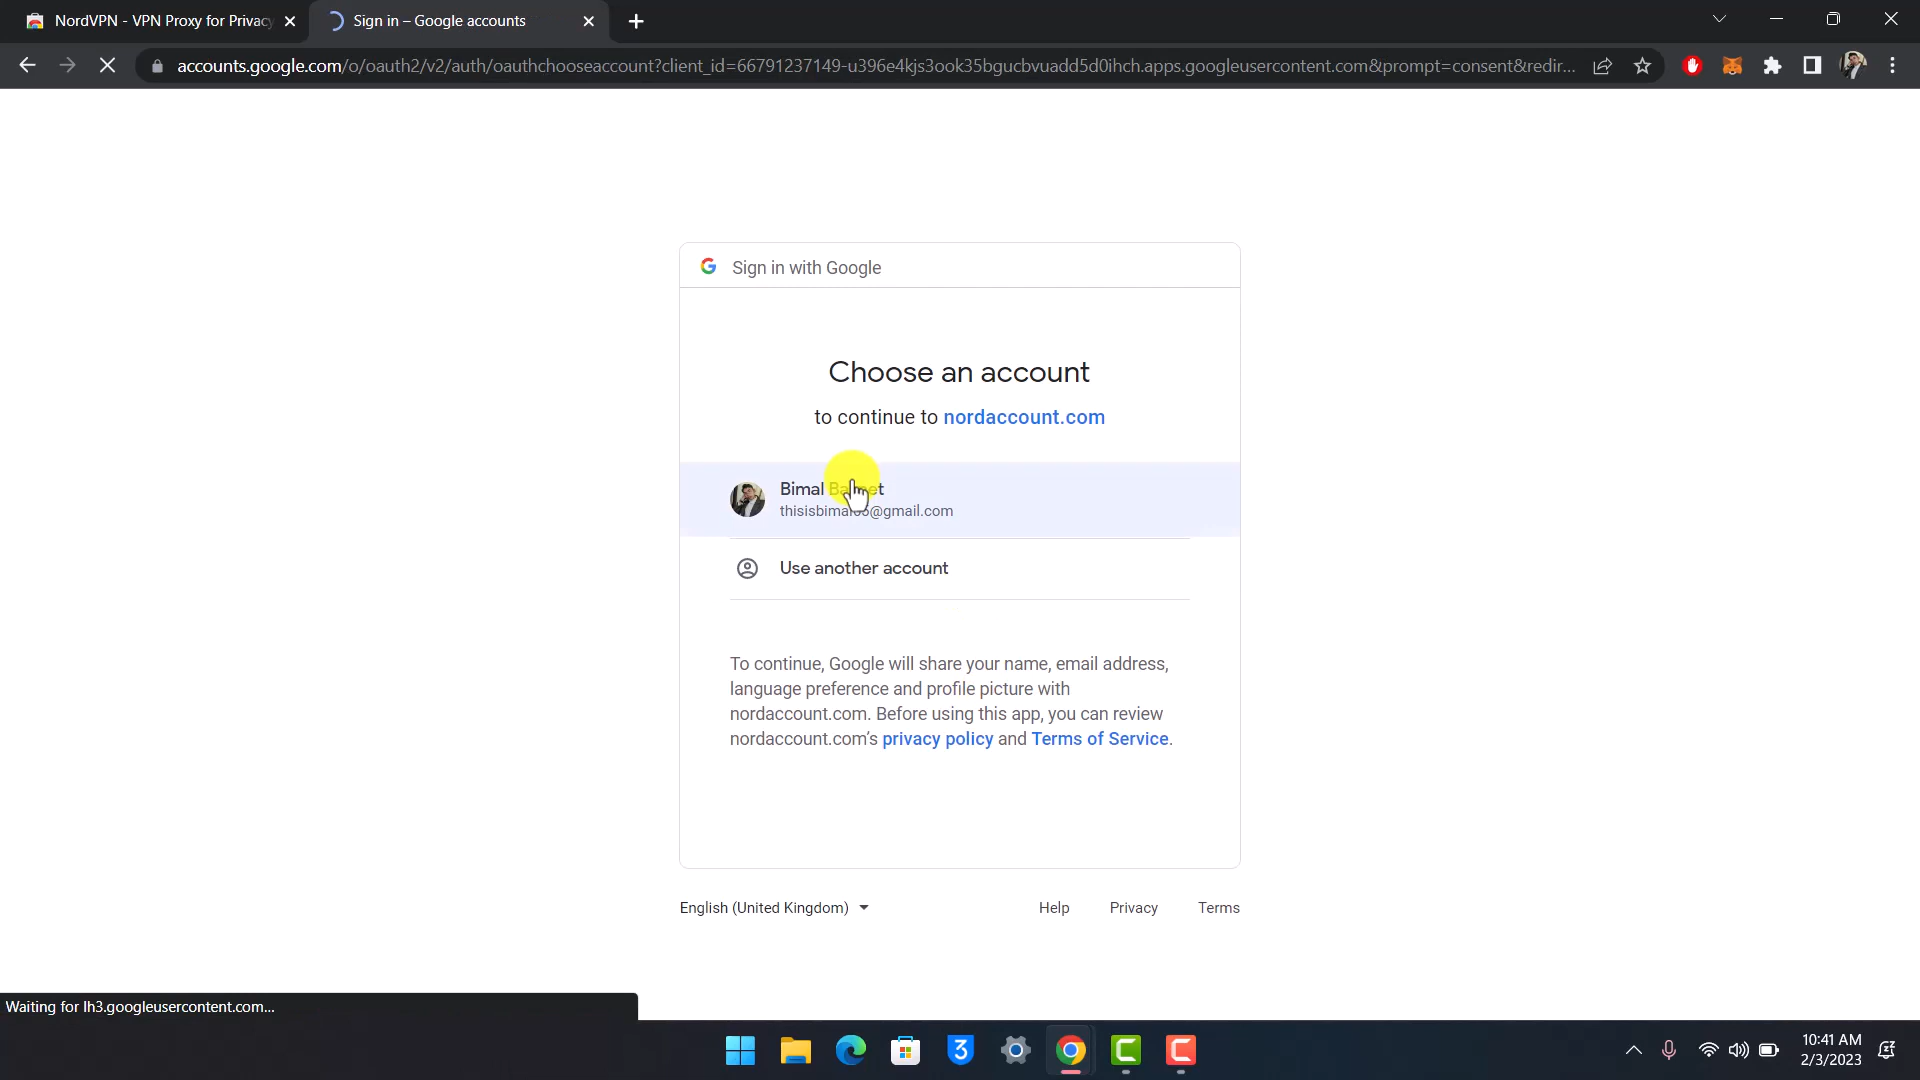 NordVPN - VPN Proxy for Privacy
Sign in – Google accounts
accounts.google.com/o/oauth2/v2/auth/oauthchooseaccount?client_id=66791237149-u396e4kjs3ook35bgucbvuadd5d0ihch.apps.googleusercontent.com&prompt=consent&redir...
Sign in with Google
Choose an account
to continue to nordaccount.com
Bimal
Use another account
To continue, Google will share your name, email address,
language preference and profile picture with
nordaccount.com. Before using this app, you can review
nordaccount.com's privacy policy and Terms of Service.
English (United Kingdom)
Help
Privacy
Terms
Waiting for lh3.googleusercontent.com...
3
10:41 AM
2/3/2023